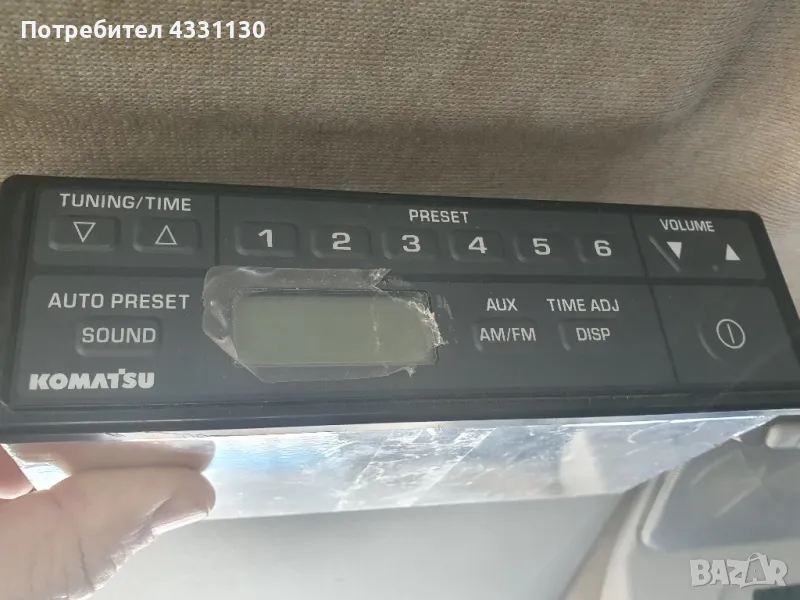 Потребител 4331130
TUNING/TIME
PRESET
VOLUME
1 2 3 4 5 6
AUTO PRESET
AUX
TIME ADJ
SOUND
AM/FM
DISP
KOMATSU
BAZAR